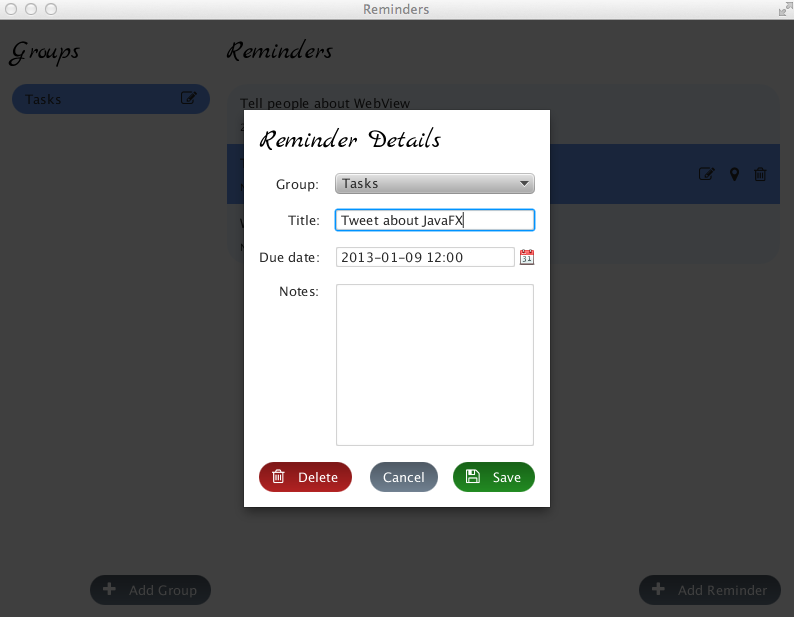 Reminders
Groups
Reminders
Tasks
Tell people about WebView
Reminder Details
Group: Tasks
Title: Tweet about JavaFX
Due date: 2013-01-09 12:00
31
Notes:
Delete Cancel Save
Add Group Add Reminder